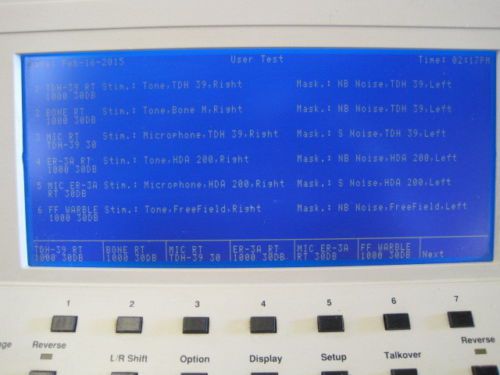 Date: Feb-16-2015 User Test Time: 02:17PM
1 TDH-39 RT Stim.: Tone,TDH 39,Right Mask.: NB Noise,TDH 39,Left
1000 30DB
2 BONE RT Stim.: Tone,Bone M,Right Mask.: NB Noise,TDH 39,Left
1000 30DB
3 MIC RT Stim.: Microphone,TDH 39,Right Mask.: S Noise,TDH 39,Left
TDH-39 30
4 ER-3A RT Stim.: Tone,HDA 200,Right Mask.: NB Noise,HDA 200,Left
1000 30DB
5 MIC ER-3A Stim.: Microphone,HDA 200,Right Mask.: S Noise,HDA 200,Left
RT 30DB
6 FF WARBLE Stim.: Tone,FreeField,Right Mask.: NB Noise,FreeField,Left
1000 30DB
TDH-39 RT BONE RT MIC RT ER-3A RT MIC ER-3A FF WARBLE
1000 30DB 1000 30DB TDH-39 30 1000 30DB RT 30DB 1000 30DB Next
1 2 3 4 5 6 7
Reverse L/R Shift Option Display Setup Talkover Reverse